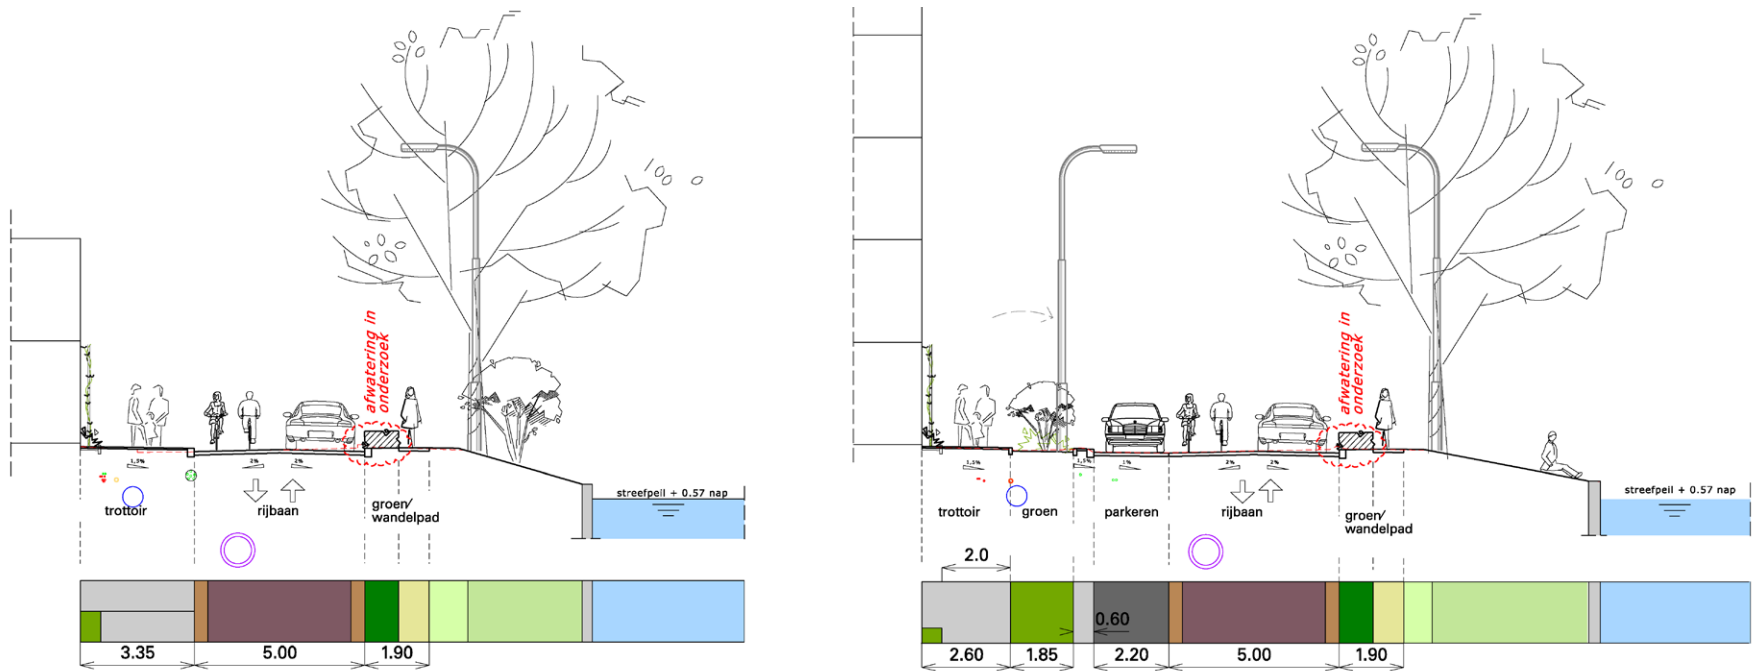 afwatering in
onderzoek
1,5%
2%
2%
streefpeil + 0.57 nap
trottoir
rijbaan
groen/
wandelpad
3.35
5.00
1.90
afwatering in
onderzoek
1,5%
1,5%
1%
2%
2%
streefpeil + 0.57 nap
trottoir
groen
parkeren
rijbaan
groen/
wandelpad
2.0
0.60
2.60
1.85
2.20
5.00
1.90